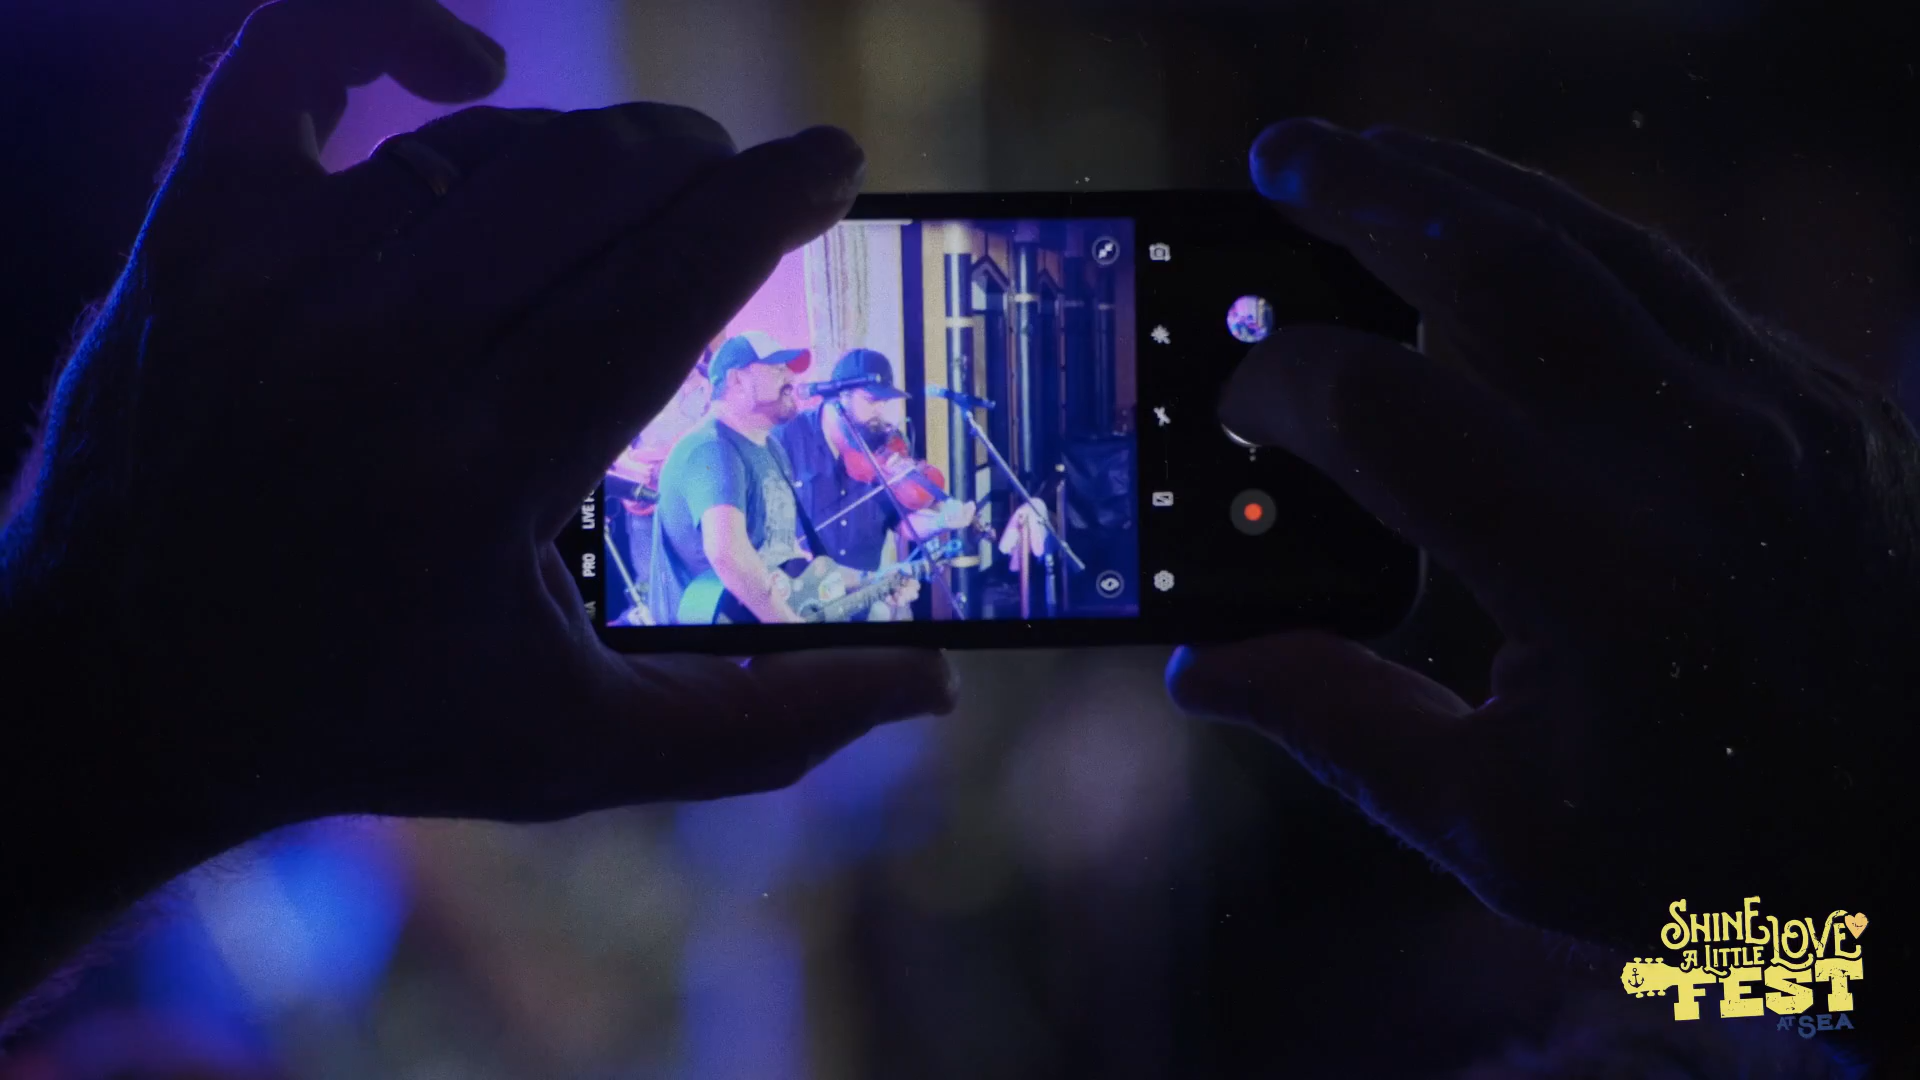 LIVE F
PRO
SHINE
A LITTLE LOVE
FEST
AT SEA